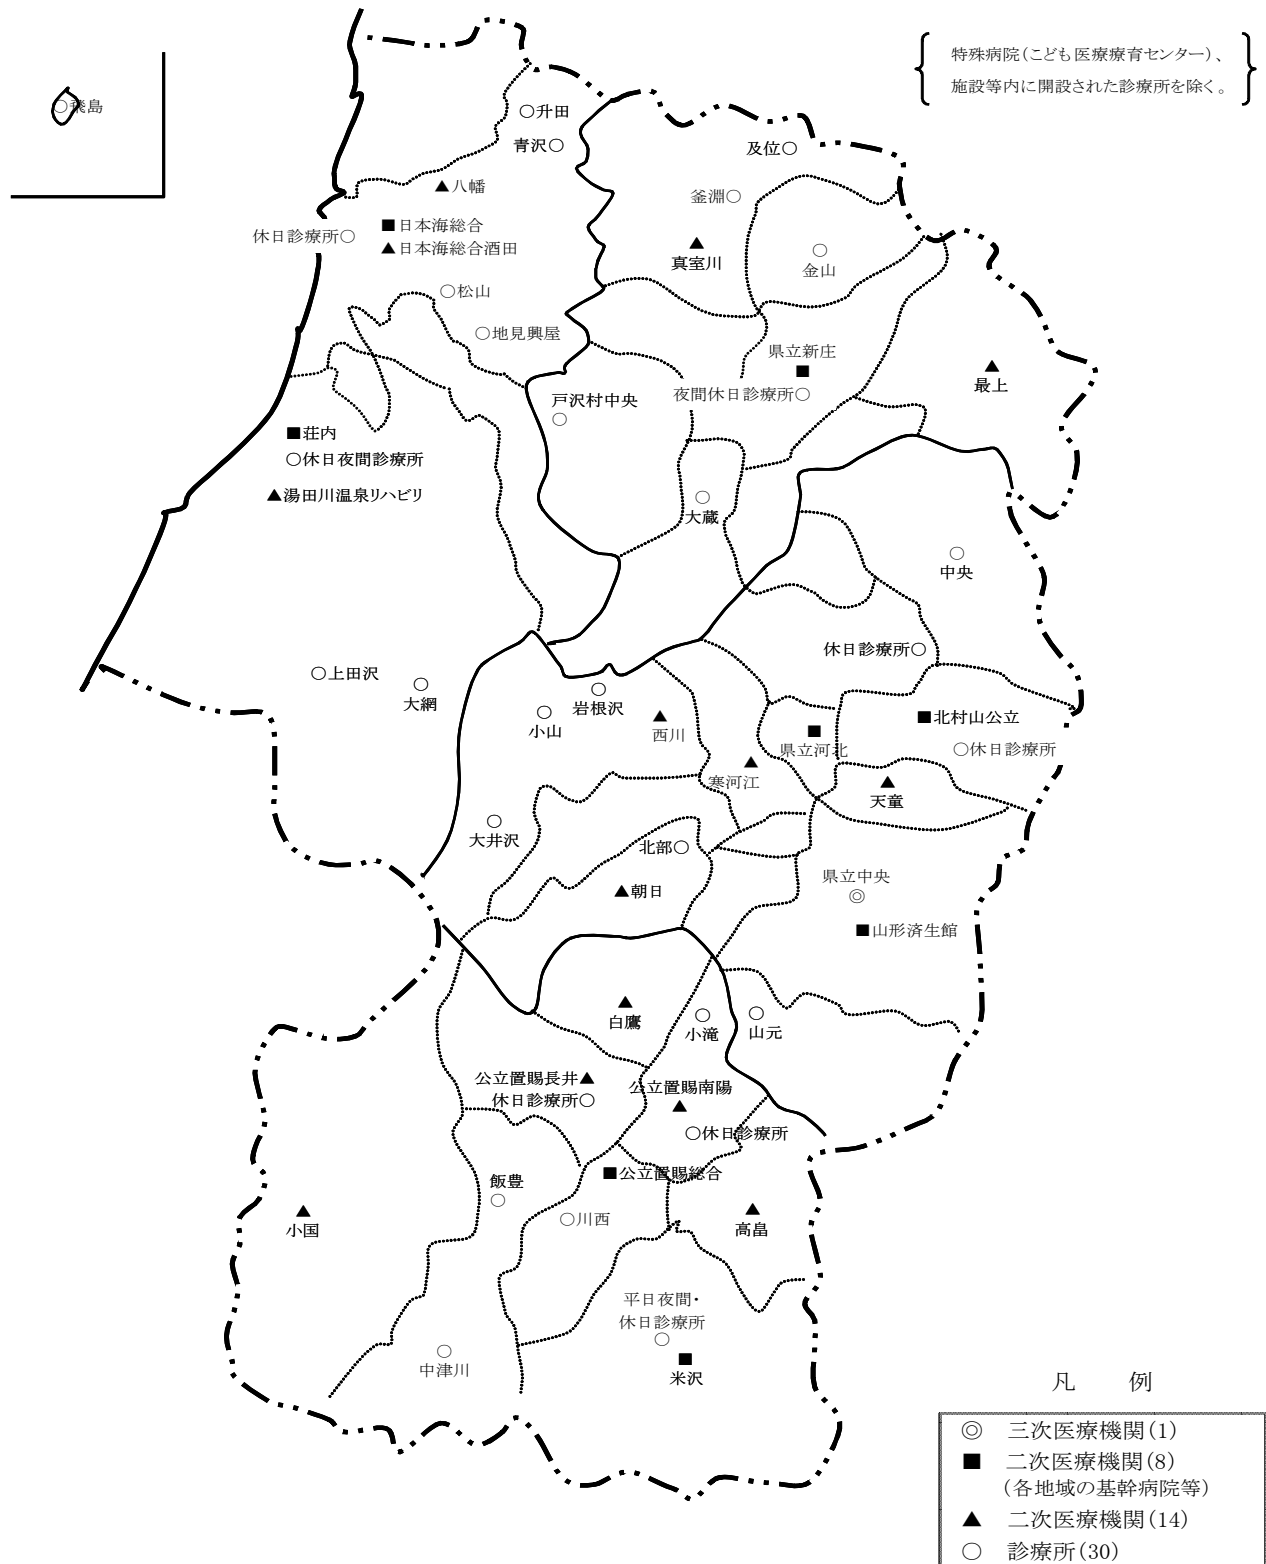 特殊病院(こども医療療育センター)、
施設等内に開設された診療所を除く。
○飛島
○升田
青沢○
及位○
▲八幡
釜淵○
■日本海総合
休日診療所○
▲日本海総合酒田
▲
真室川
○
金山
○松山
○地見興屋
県立新庄
■
夜間休日診療所○
▲
最上
戸沢村中央
○
■荘内
○休日夜間診療所
▲湯田川温泉リハビリ
○
大蔵
○
中央
休日診療所○
○上田沢
○
大網
○
岩根沢
○
小山
▲
西川
■
県立河北
■北村山公立
○休日診療所
▲
寒河江
▲
天童
○
大井沢
北部○
▲朝日
県立中央
◎
■山形済生館
▲
白鷹
○
小滝
○
山元
公立置賜長井▲
休日診療所○
公立置賜南陽
▲
○休日診療所
■公立置賜総合
飯豊
○
○川西
▲
高畠
▲
小国
平日夜間・
休日診療所
○
■
米沢
○
中津川
凡 例
◎ 三次医療機関(1)
■ 二次医療機関(8)
(各地域の基幹病院等)
▲ 二次医療機関(14)
○ 診療所(30)